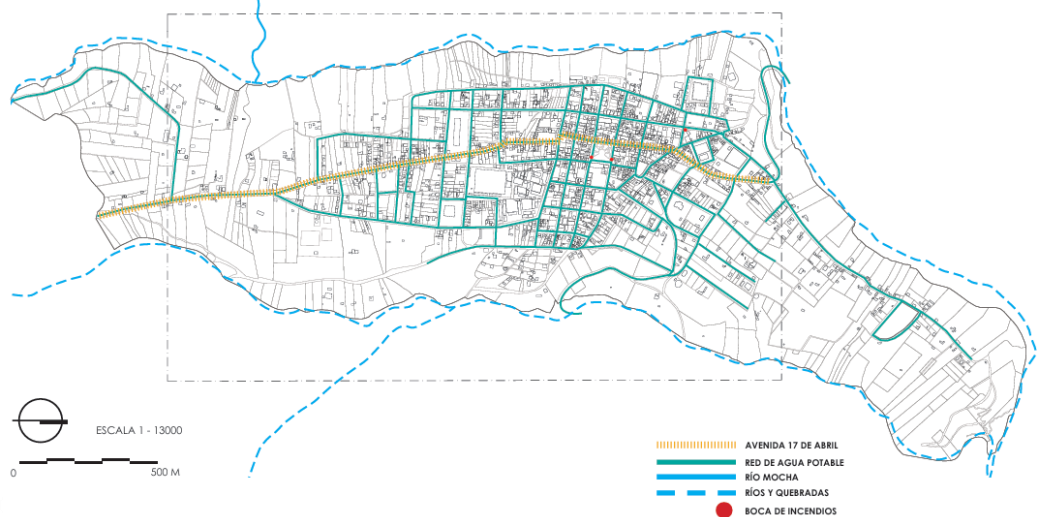 ESCALA 1 - 13000
0
500 M
AVENIDA 17 DE ABRIL
RED DE AGUA POTABLE
RÍO MOCHA
RÍOS Y QUEBRADAS
BOCA DE INCENDIOS